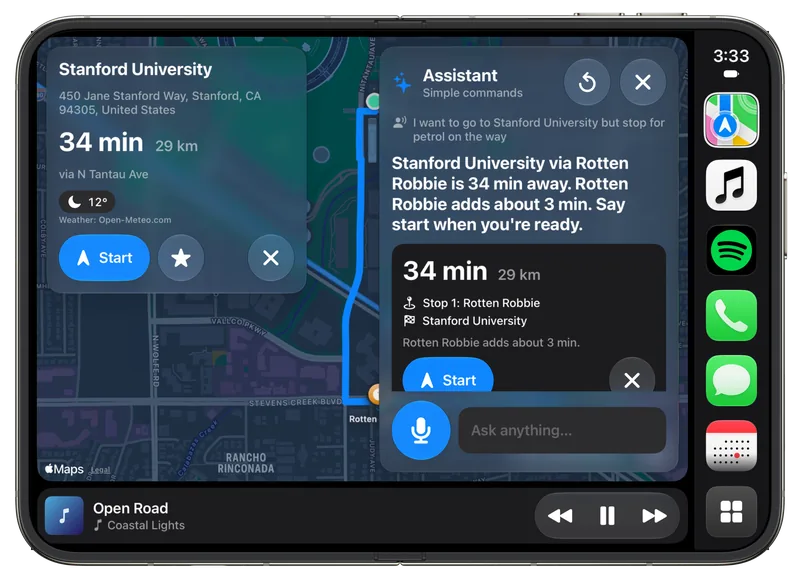 Stanford University
450 Jane Stanford Way, Stanford, CA
94305, United States
34 min 29 km
via N Tantau Ave
12°
Weather: Open-Meteo.com
Start
Assistant
Simple commands
I want to go to Stanford University but stop for
petrol on the way
Stanford University via Rotten
Robbie is 34 min away. Rotten
Robbie adds about 3 min. Say
start when you're ready.
34 min 29 km
Stop 1: Rotten Robbie
Stanford University
Rotten Robbie adds about 3 min.
Start
Ask anything...
N TANTAU AVE
VALLCO PKWY
N WOLFE RD
STEVENS CREEK BLVD
Rotten
RANCHO
RINCONADA
Maps Legal
3:33
Open Road
Coastal Lights